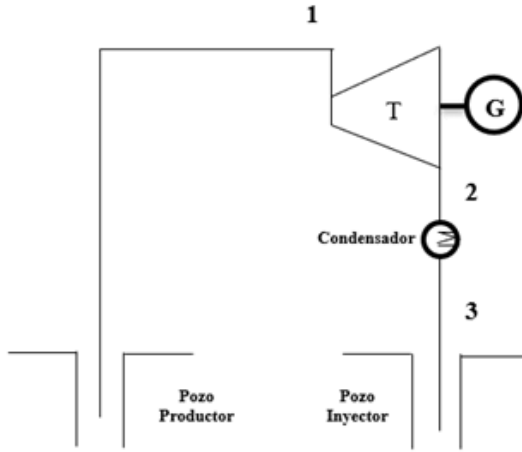 1
T
G
2
Condensador
3
Pozo
Productor
Pozo
Inyector